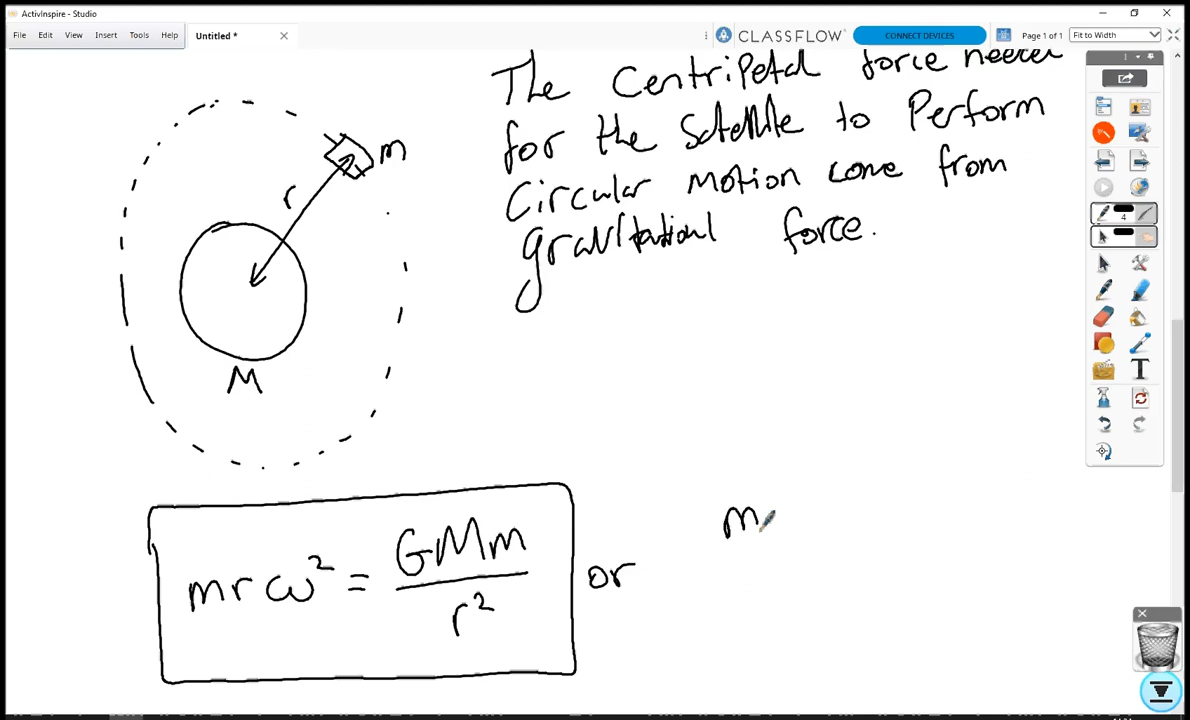 ActivInspire - Studio
File Edit View Insert Tools Help
Untitled *
CLASSFLOW
CONNECT DEVICES
Page 1 of 1
Fit to Width
4
The Centripetal force needed
for the Satellite to Perform
Circular Motion come from
gravitational force.
m
r
M
mrω² = GMm / r²
or
m